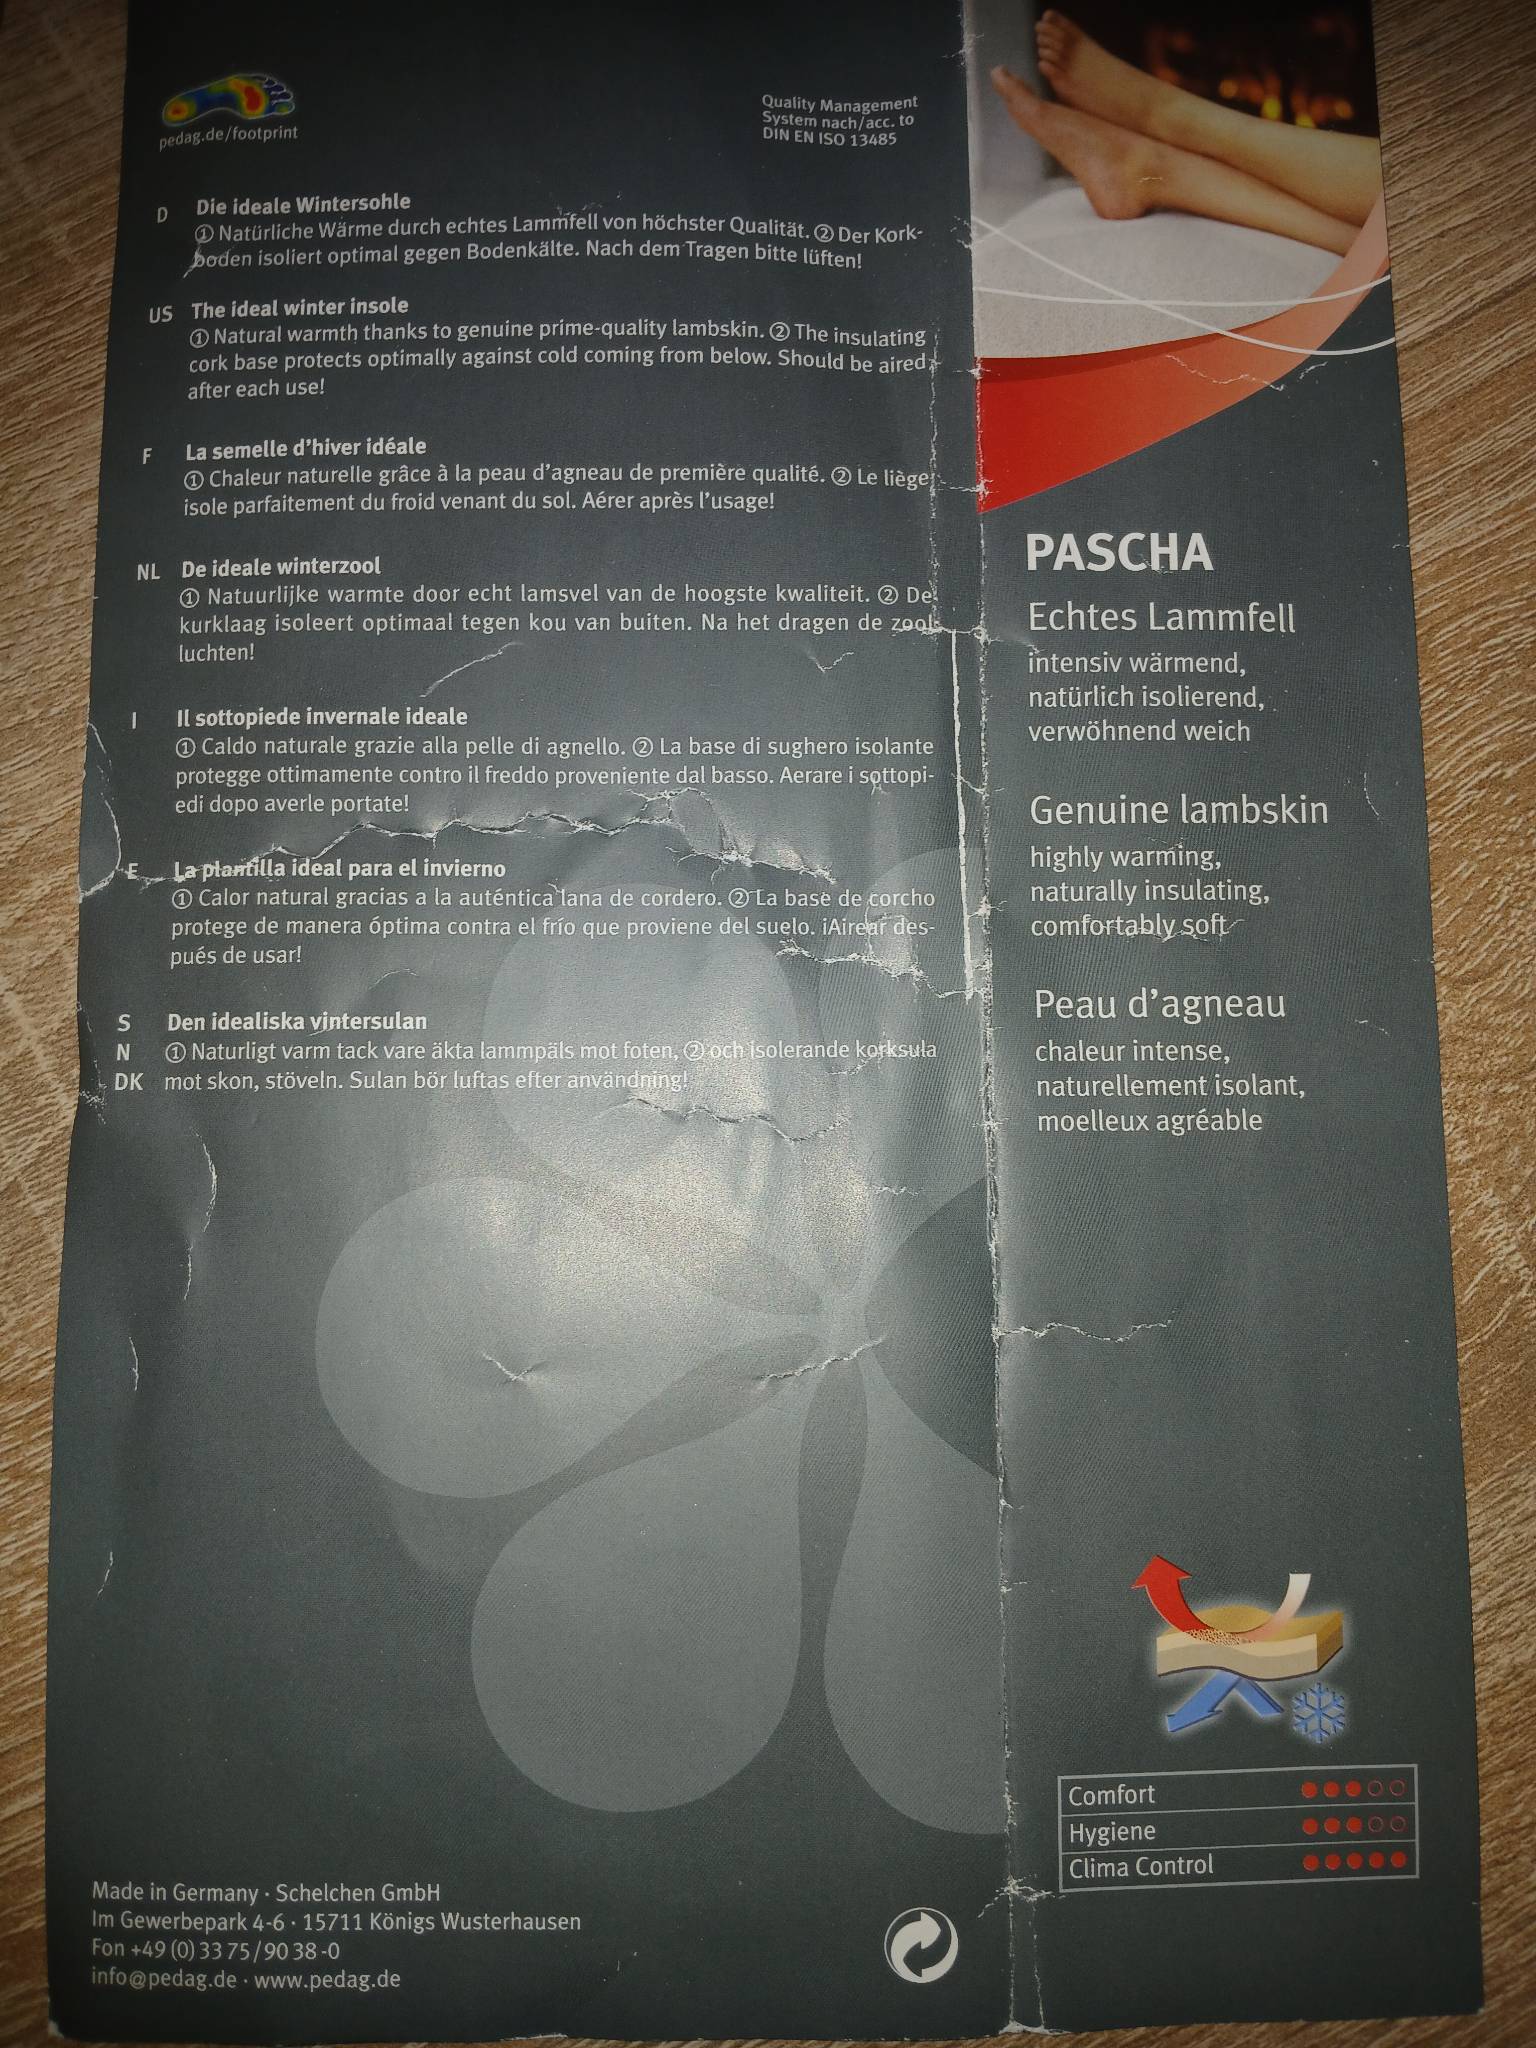 pedag.de/footprint
Quality Management
System nach/acc. to
DIN EN ISO 13485
D Die ideale Wintersohle
① Natürliche Wärme durch echtes Lammfell von höchster Qualität. ② Der Kork-
boden isoliert optimal gegen Bodenkälte. Nach dem Tragen bitte lüften!
US The ideal winter insole
① Natural warmth thanks to genuine prime-quality lambskin. ② The insulating
cork base protects optimally against cold coming from below. Should be aired
after each use!
F La semelle d'hiver idéale
① Chaleur naturelle grâce à la peau d'agneau de première qualité. ② Le liège
isole parfaitement du froid venant du sol. Aérer après l'usage!
NL De ideale winterzool
① Natuurlijke warmte door echt lamsvel van de hoogste kwaliteit. ② De
kurklaag isoleert optimaal tegen kou van buiten. Na het dragen de zool
luchten!
I Il sottopiede invernale ideale
① Caldo naturale grazie alla pelle di agnello. ② La base di sughero isolante
protegge ottimamente contro il freddo proveniente dal basso. Aerare i sottopi-
edi dopo averle portate!
E La plantilla ideal para el invierno
① Calor natural gracias a la auténtica lana de cordero. ② La base de corcho
protege de manera óptima contra el frío que proviene del suelo. ¡Airear des-
pués de usar!
S Den idealiska vintersulan
N ① Naturligt varm tack vare äkta lammpäls mot foten, ② och isolerande korksula
DK mot skon, stöveln. Sulan bör luftas efter användning!
Made in Germany · Schelchen GmbH
Im Gewerbepark 4-6 · 15711 Königs Wusterhausen
Fon +49 (0) 33 75/90 38 -0
info@pedag.de · www.pedag.de
PASCHA
Echtes Lammfell
intensiv wärmend,
natürlich isolierend,
verwöhnend weich
Genuine lambskin
highly warming,
naturally insulating,
comfortably soft
Peau d'agneau
chaleur intense,
naturellement isolant,
moelleux agréable
Comfort
Hygiene
Clima Control